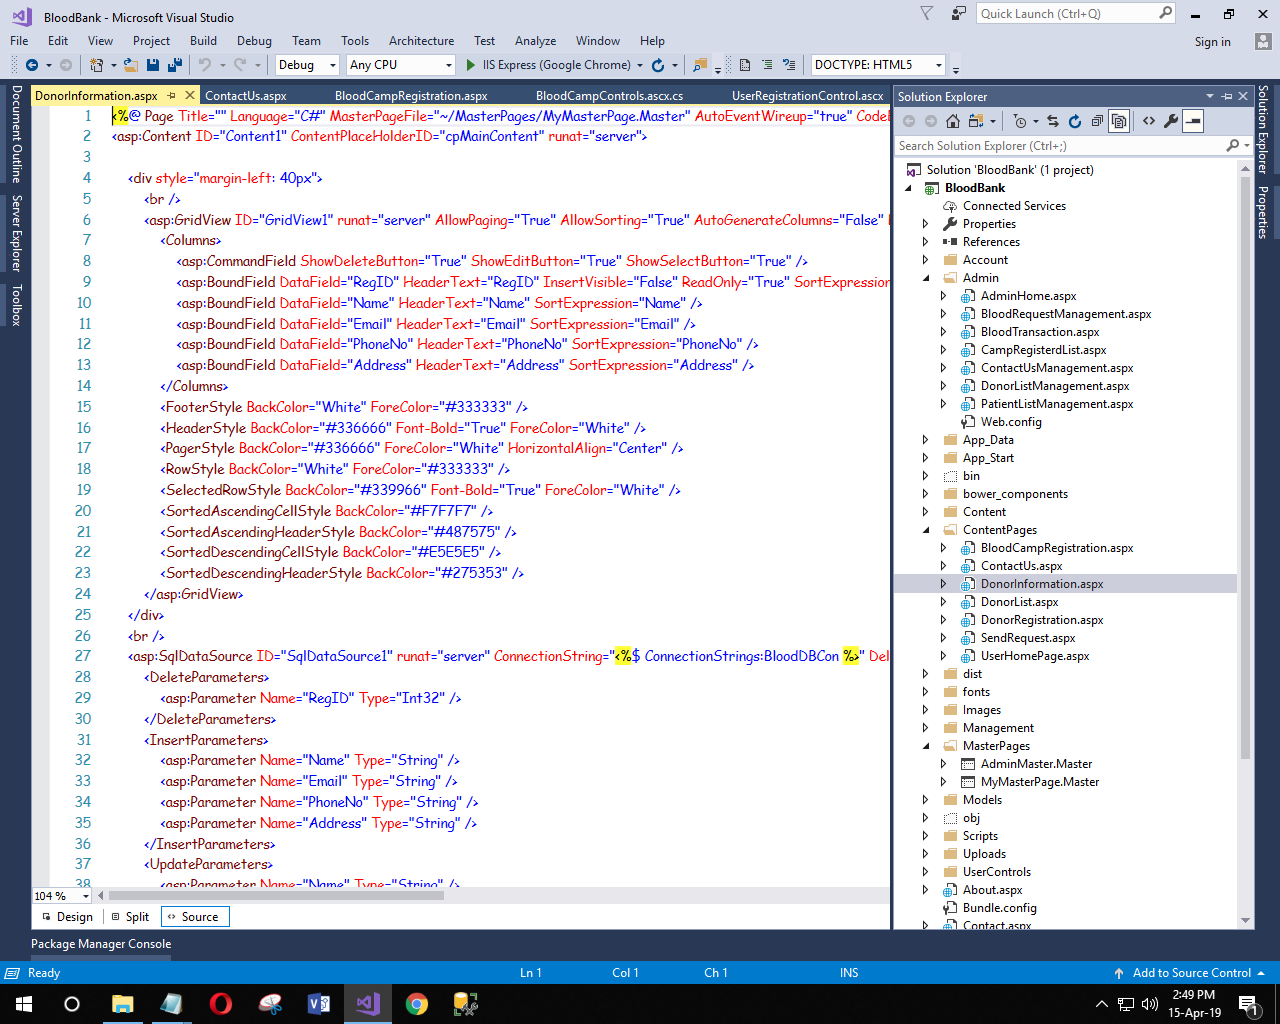 BloodBank - Microsoft Visual Studio
Quick Launch (Ctrl+Q)
File Edit View Project Build Debug Team Tools Architecture Test Analyze Window Help
Sign in
Debug Any CPU IIS Express (Google Chrome) DOCTYPE: HTML5
Document Outline
Server Explorer
Toolbox
DonorInformation.aspx ContactUs.aspx BloodCampRegistration.aspx BloodCampControls.ascx.cs UserRegistrationControl.ascx
1 <%@ Page Title="" Language="C#" MasterPageFile="~/MasterPages/MyMasterPage.Master" AutoEventWireup="true"
2 <asp:Content ID="Content1" ContentPlaceHolderID="cpMainContent" runat="server">
3
4 <div style="margin-left: 40px">
5 <br />
6 <asp:GridView ID="GridView1" runat="server" AllowPaging="True" AllowSorting="True" AutoGenerateColumns="False"
7 <Columns>
8 <asp:CommandField ShowDeleteButton="True" ShowEditButton="True" ShowSelectButton="True" />
9 <asp:BoundField DataField="RegID" HeaderText="RegID" InsertVisible="False" ReadOnly="True" SortExpression
10 <asp:BoundField DataField="Name" HeaderText="Name" SortExpression="Name" />
11 <asp:BoundField DataField="Email" HeaderText="Email" SortExpression="Email" />
12 <asp:BoundField DataField="PhoneNo" HeaderText="PhoneNo" SortExpression="PhoneNo" />
13 <asp:BoundField DataField="Address" HeaderText="Address" SortExpression="Address" />
14 </Columns>
15 <FooterStyle BackColor="White" ForeColor="#333333" />
16 <HeaderStyle BackColor="#336666" Font-Bold="True" ForeColor="White" />
17 <PagerStyle BackColor="#336666" ForeColor="White" HorizontalAlign="Center" />
18 <RowStyle BackColor="White" ForeColor="#333333" />
19 <SelectedRowStyle BackColor="#339966" Font-Bold="True" ForeColor="White" />
20 <SortedAscendingCellStyle BackColor="#F7F7F7" />
21 <SortedAscendingHeaderStyle BackColor="#487575" />
22 <SortedDescendingCellStyle BackColor="#E5E5E5" />
23 <SortedDescendingHeaderStyle BackColor="#275353" />
24 </asp:GridView>
25 </div>
26 <br />
27 <asp:SqlDataSource ID="SqlDataSource1" runat="server" ConnectionString="<%$ ConnectionStrings:BloodDBCon %>" Del
28 <DeleteParameters>
29 <asp:Parameter Name="RegID" Type="Int32" />
30 </DeleteParameters>
31 <InsertParameters>
32 <asp:Parameter Name="Name" Type="String" />
33 <asp:Parameter Name="Email" Type="String" />
34 <asp:Parameter Name="PhoneNo" Type="String" />
35 <asp:Parameter Name="Address" Type="String" />
36 </InsertParameters>
37 <UpdateParameters>
38 <asp:Parameter Name="Name" Type="String" />
104 %
Design Split Source
Solution Explorer
Search Solution Explorer (Ctrl+;)
Solution 'BloodBank' (1 project)
BloodBank
Connected Services
Properties
References
Account
Admin
AdminHome.aspx
BloodRequestManagement.aspx
BloodTransaction.aspx
CampRegisterdList.aspx
ContactUsManagement.aspx
DonorListManagement.aspx
PatientListManagement.aspx
Web.config
App_Data
App_Start
bin
bower_components
Content
ContentPages
BloodCampRegistration.aspx
ContactUs.aspx
DonorInformation.aspx
DonorList.aspx
DonorRegistration.aspx
SendRequest.aspx
UserHomePage.aspx
dist
fonts
Images
Management
MasterPages
AdminMaster.Master
MyMasterPage.Master
Models
obj
Scripts
Uploads
UserControls
About.aspx
Bundle.config
Contact.aspx
Solution Explorer
Properties
Package Manager Console
Ready Ln 1 Col 1 Ch 1 INS Add to Source Control
2:49 PM
15-Apr-19
1